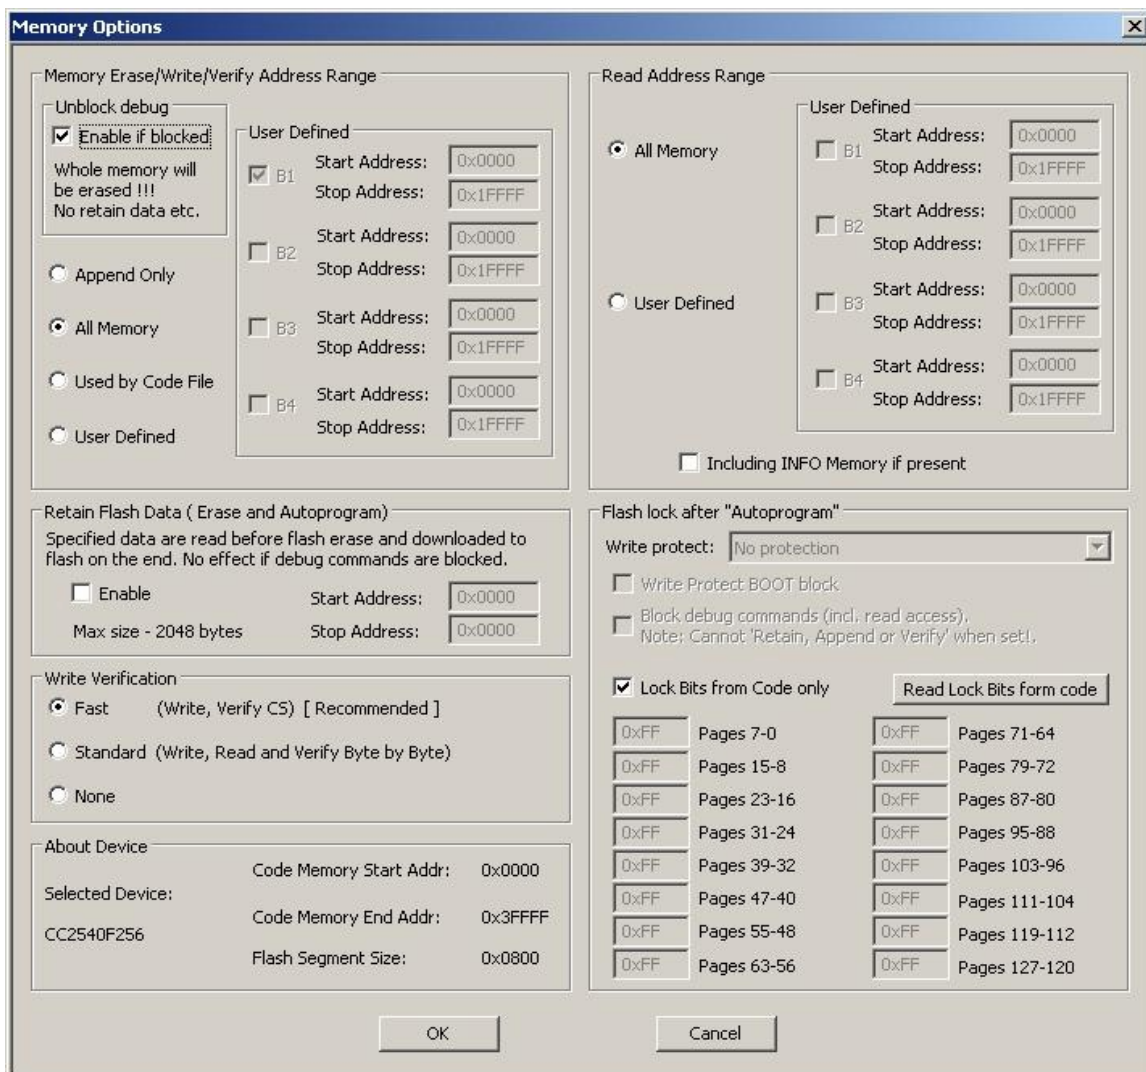 Memory Options
Memory Erase/Write/Verify Address Range
Unblock debug
Enable if blocked
Whole memory will
be erased !!!
No retain data etc.
Append Only
All Memory
Used by Code File
User Defined
User Defined
B1
Start Address: 0x0000
Stop Address: 0x1FFFF
B2
Start Address: 0x0000
Stop Address: 0x1FFFF
B3
Start Address: 0x0000
Stop Address: 0x1FFFF
B4
Start Address: 0x0000
Stop Address: 0x1FFFF
Read Address Range
All Memory
User Defined
User Defined
B1
Start Address: 0x0000
Stop Address: 0x1FFFF
B2
Start Address: 0x0000
Stop Address: 0x1FFFF
B3
Start Address: 0x0000
Stop Address: 0x1FFFF
B4
Start Address: 0x0000
Stop Address: 0x1FFFF
Including INFO Memory if present
Retain Flash Data ( Erase and Autoprogram)
Specified data are read before flash erase and downloaded to
flash on the end. No effect if debug commands are blocked.
Enable Start Address: 0x0000
Max size - 2048 bytes Stop Address: 0x0000
Write Verification
Fast (Write, Verify CS) [ Recommended ]
Standard (Write, Read and Verify Byte by Byte)
None
About Device
Selected Device:
CC2540F256
Code Memory Start Addr: 0x0000
Code Memory End Addr: 0x3FFFF
Flash Segment Size: 0x0800
Flash lock after "Autoprogram"
Write protect: No protection
Write Protect BOOT block
Block debug commands (incl. read access).
Note: Cannot 'Retain, Append or Verify' when set!.
Lock Bits from Code only Read Lock Bits form code
0xFF Pages 7-0 0xFF Pages 71-64
0xFF Pages 15-8 0xFF Pages 79-72
0xFF Pages 23-16 0xFF Pages 87-80
0xFF Pages 31-24 0xFF Pages 95-88
0xFF Pages 39-32 0xFF Pages 103-96
0xFF Pages 47-40 0xFF Pages 111-104
0xFF Pages 55-48 0xFF Pages 119-112
0xFF Pages 63-56 0xFF Pages 127-120
OK Cancel